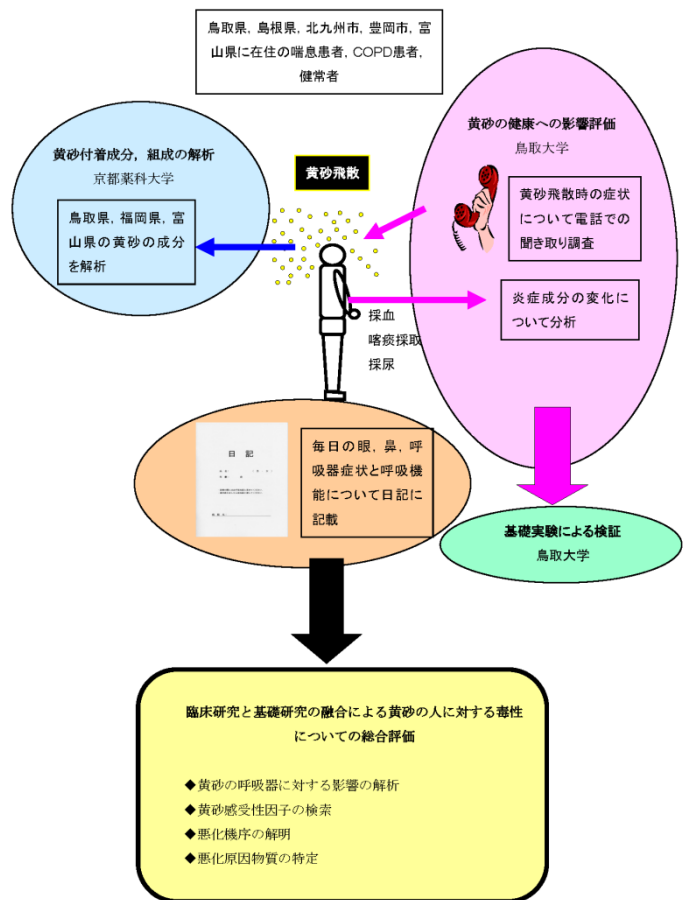 鳥取県，島根県，北九州市，豊岡市，富
山県に在住の喘息患者，COPD患者，
健常者
黄砂の健康への影響評価
鳥取大学
黄砂付着成分，組成の解析
京都薬科大学
黄砂飛散
黄砂飛散時の症状
について電話での
聞き取り調査
鳥取県，福岡県，富
山県の黄砂の成分
を解析
炎症成分の変化に
ついて分析
採血
喀痰採取
採尿
日記
毎日の眼，鼻，呼
吸器症状と呼吸機
能について日記に
記載
基礎実験による検証
鳥取大学
臨床研究と基礎研究の融合による黄砂の人に対する毒性
についての総合評価
◆黄砂の呼吸器に対する影響の解析
◆黄砂感受性因子の検索
◆悪化機序の解明
◆悪化原因物質の特定